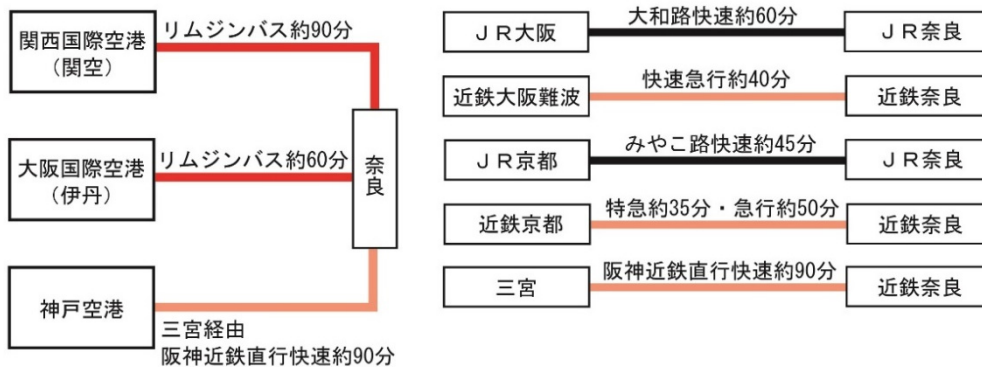 関西国際空港
（関空）
リムジンバス約90分
大阪国際空港
（伊丹）
リムジンバス約60分
奈良
神戸空港
三宮経由
阪神近鉄直行快速約90分
ＪＲ大阪
大和路快速約60分
ＪＲ奈良
近鉄大阪難波
快速急行約40分
近鉄奈良
ＪＲ京都
みやこ路快速約45分
ＪＲ奈良
近鉄京都
特急約35分・急行約50分
近鉄奈良
三宮
阪神近鉄直行快速約90分
近鉄奈良